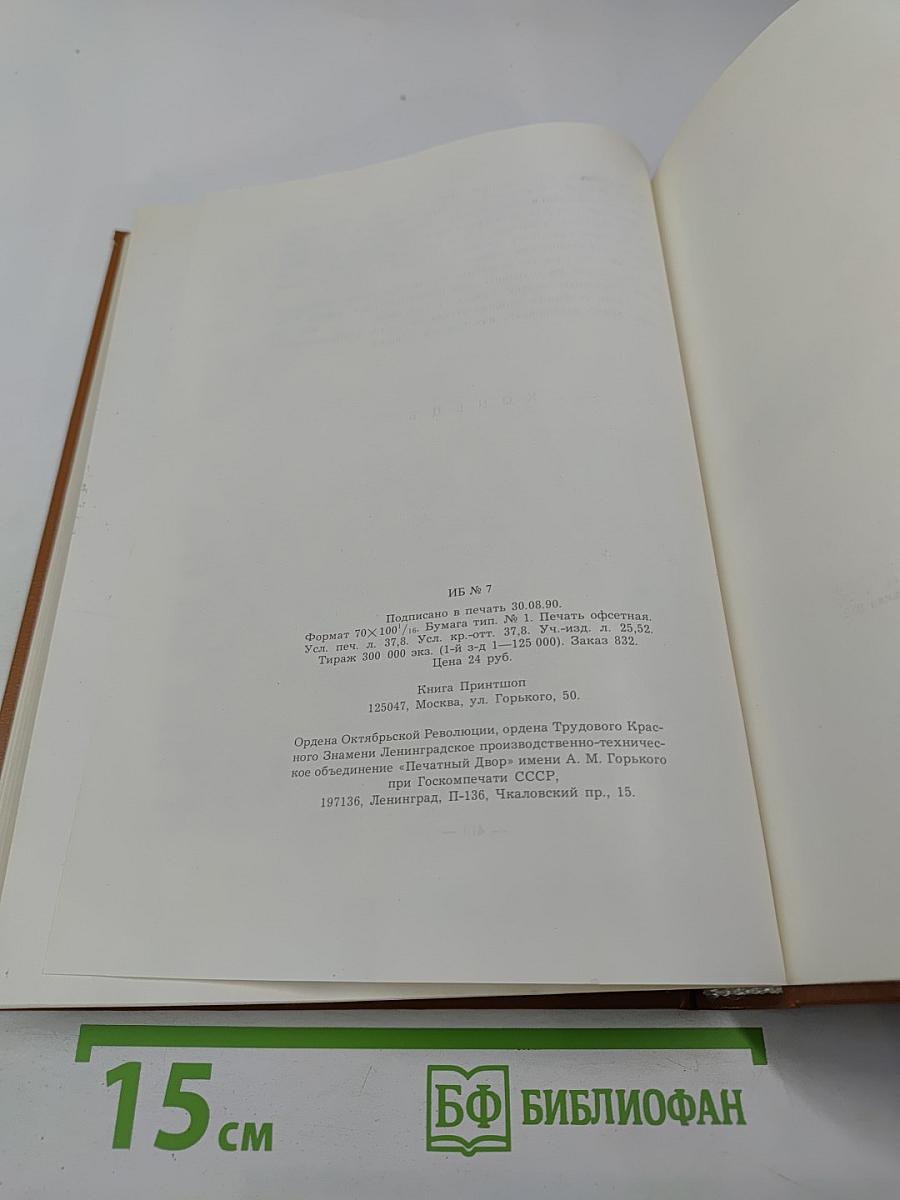 КОНЕЦЪ
ИБ № 7
Подписано в печать 30.08.90.
Формат 70×100¹/₁₆. Бумага тип. № 1. Печать офсетная.
Усл. печ. л. 37,8. Усл. кр.-отт. 37,8. Уч.-изд. л. 25,52.
Тираж 300 000 экз. (1-й з-д 1—125 000). Заказ 832.
Цена 24 руб.
Книга Принтшоп
125047, Москва, ул. Горького, 50.
Ордена Октябрьской Революции, ордена Трудового Крас-
ного Знамени Ленинградское производственно-техничес-
кое объединение «Печатный Двор» имени А. М. Горького
при Госкомпечати СССР,
197136, Ленинград, П-136, Чкаловский пр., 15.
15 см
БФ БИБЛИОФАН